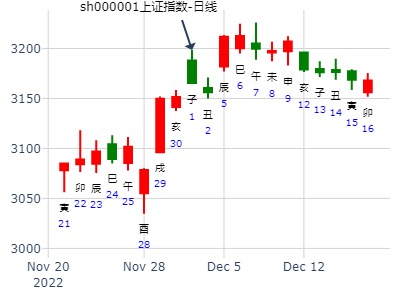 sh000001上证指数-日线
3200
3150
3100
3050
3000
寅
21
卯
22
辰
23
巳
24
午
25
酉
28
戌
29
亥
30
子
1
丑
2
辰
5
巳
6
午
7
未
8
申
9
亥
12
子
13
丑
14
寅
15
卯
16
Nov 20
2022
Nov 28
Dec 5
Dec 12